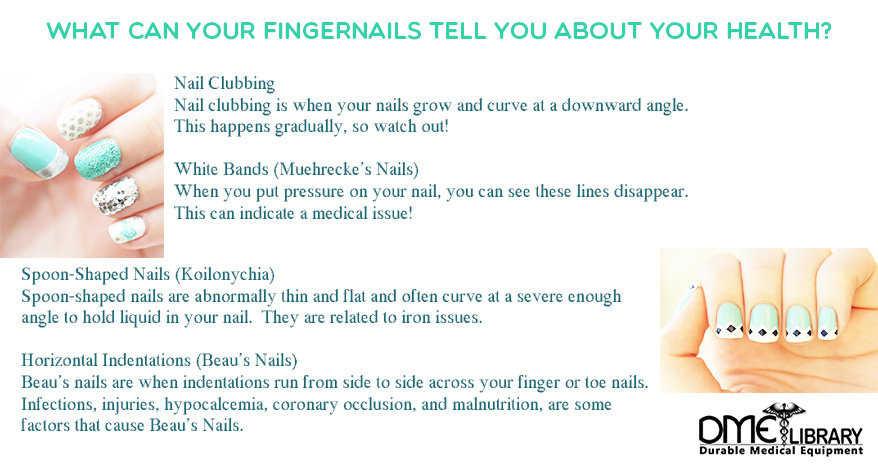 WHAT CAN YOUR FINGERNAILS TELL YOU ABOUT YOUR HEALTH?
Nail Clubbing
Nail clubbing is when your nails grow and curve at a downward angle.
This happens gradually, so watch out!
White Bands (Muehrecke's Nails)
When you put pressure on your nail, you can see these lines disappear.
This can indicate a medical issue!
Spoon-Shaped Nails (Koilonychia)
Spoon-shaped nails are abnormally thin and flat and often curve at a severe enough
angle to hold liquid in your nail.  They are related to iron issues.
Horizontal Indentations (Beau's Nails)
Beau's nails are when indentations run from side to side across your finger or toe nails.
Infections, injuries, hypocalcemia, coronary occlusion, and malnutrition, are some
factors that cause Beau's Nails.
DME LIBRARY
Durable Medical Equipment